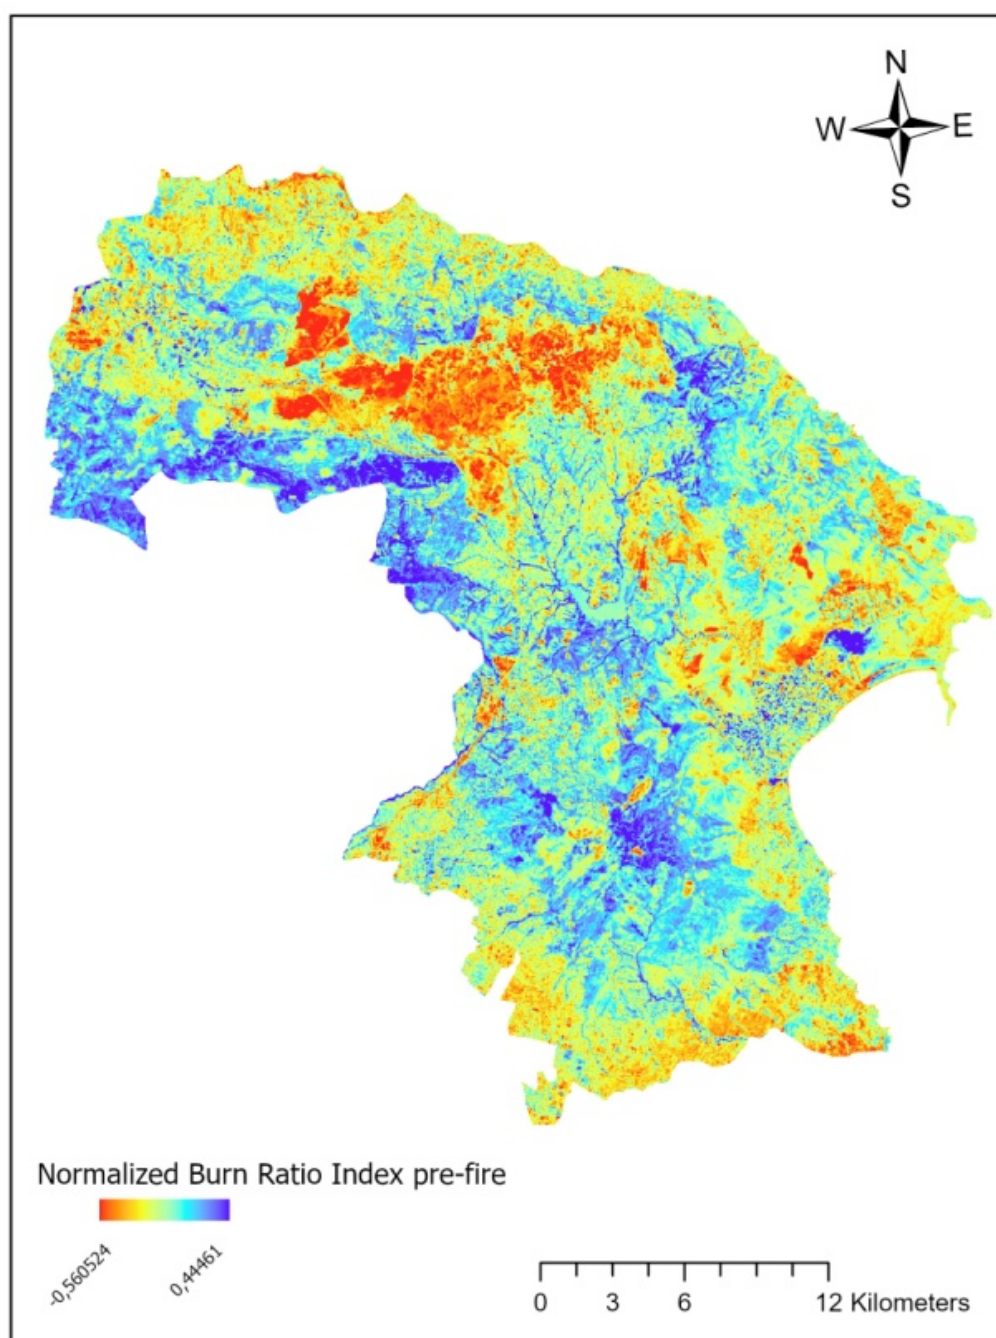 N
W E
S
Normalized Burn Ratio Index pre-fire
-0,560524 0,44461
0 3 6 12 Kilometers